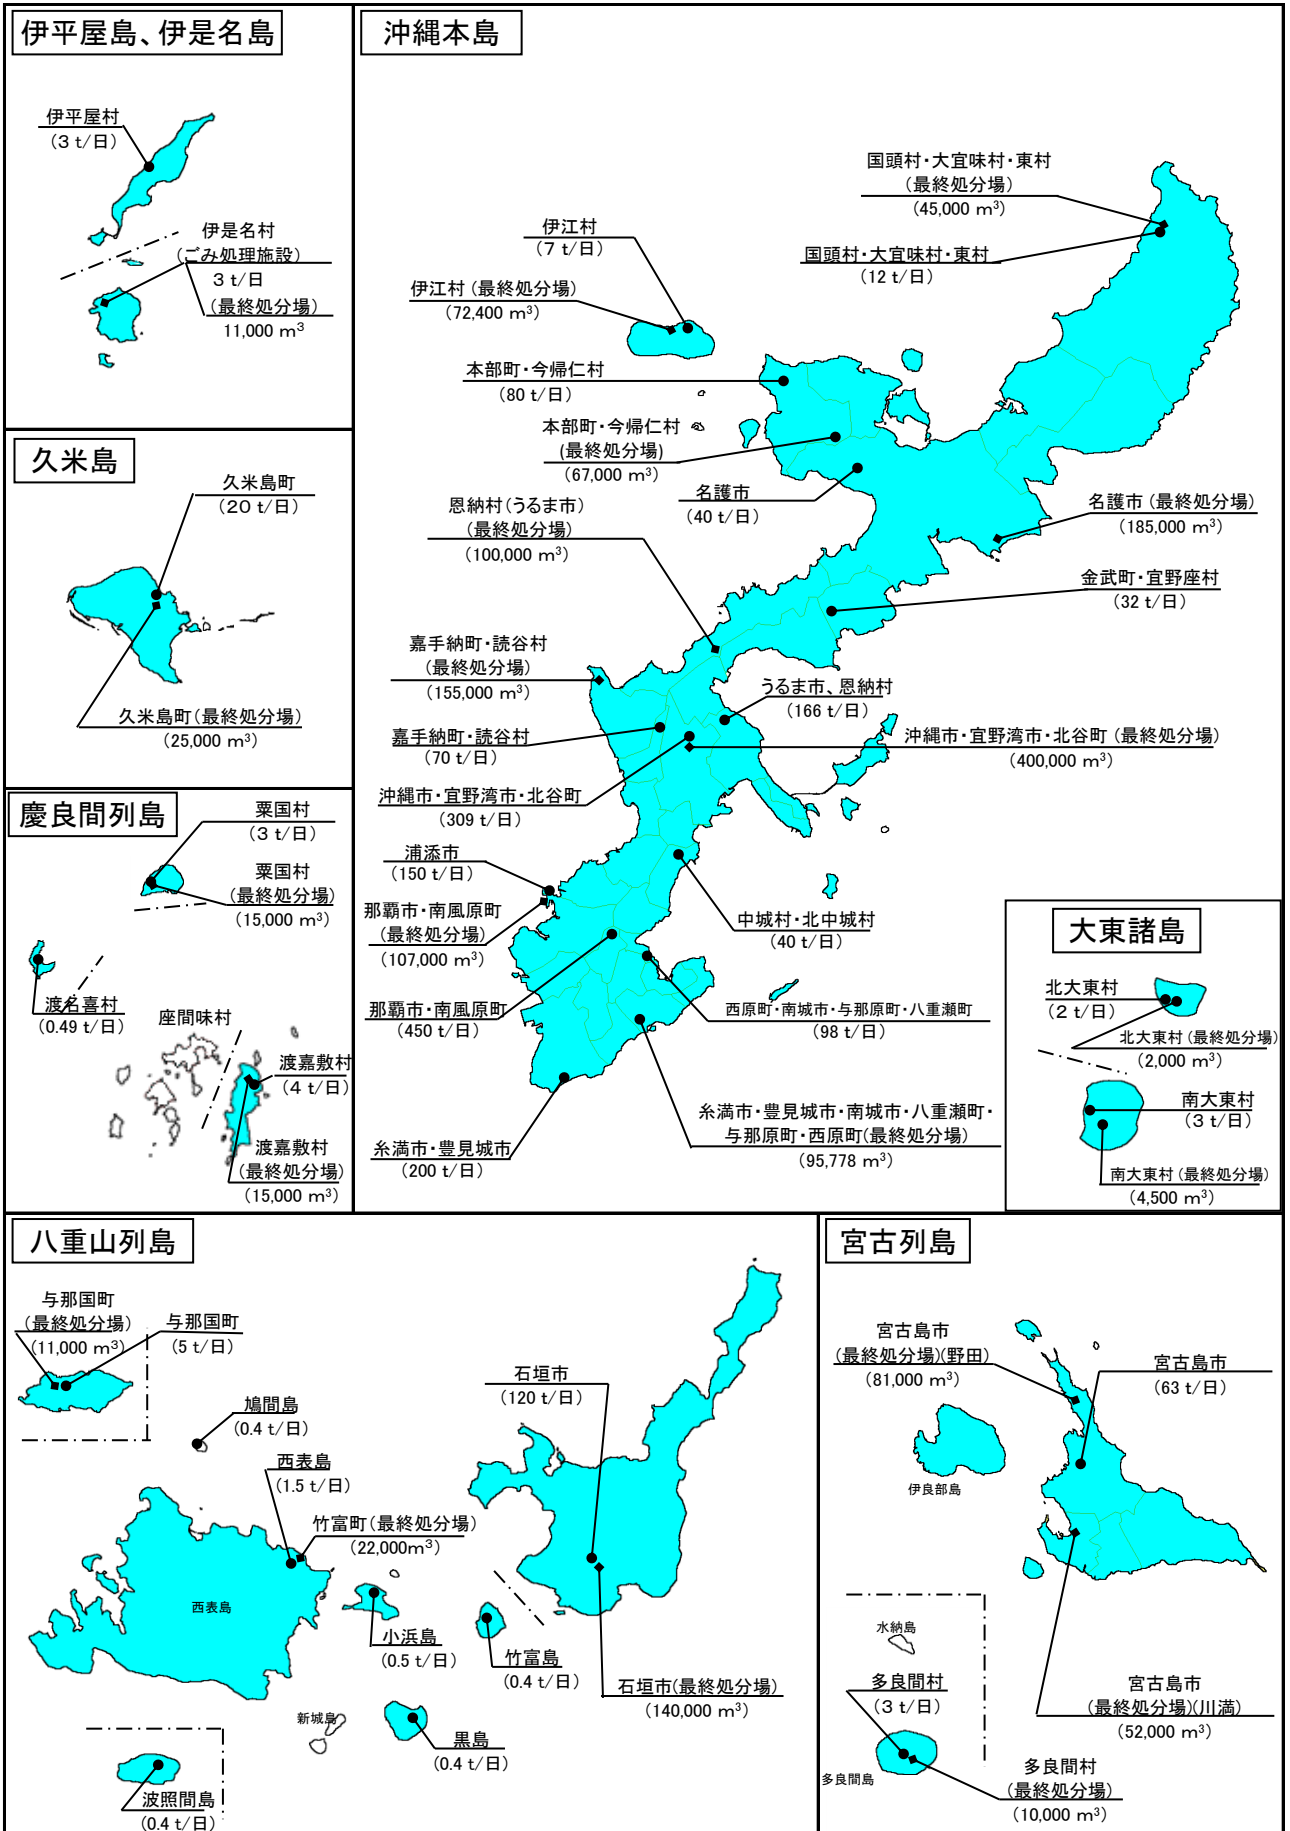 伊平屋島、伊是名島
伊平屋村
(3 t/日)
伊是名村
(ごみ処理施設)
3 t/日
(最終処分場)
11,000 m³
久米島
久米島町
(20 t/日)
久米島町(最終処分場)
(25,000 m³)
慶良間列島
粟国村
(3 t/日)
粟国村
(最終処分場)
(15,000 m³)
渡名喜村
(0.49 t/日)
座間味村
渡嘉敷村
(4 t/日)
渡嘉敷村
(最終処分場)
(15,000 m³)
沖縄本島
国頭村・大宜味村・東村
(最終処分場)
(45,000 m³)
国頭村・大宜味村・東村
(12 t/日)
伊江村
(7 t/日)
伊江村(最終処分場)
(72,400 m³)
本部町・今帰仁村
(80 t/日)
本部町・今帰仁村
(最終処分場)
(67,000 m³)
名護市
(40 t/日)
恩納村(うるま市)
(最終処分場)
(100,000 m³)
名護市(最終処分場)
(185,000 m³)
金武町・宜野座村
(32 t/日)
嘉手納町・読谷村
(最終処分場)
(155,000 m³)
うるま市、恩納村
(166 t/日)
嘉手納町・読谷村
(70 t/日)
沖縄市・宜野湾市・北谷町(最終処分場)
(400,000 m³)
沖縄市・宜野湾市・北谷町
(309 t/日)
浦添市
(150 t/日)
那覇市・南風原町
(最終処分場)
(107,000 m³)
中城村・北中城村
(40 t/日)
那覇市・南風原町
(450 t/日)
西原町・南城市・与那原町・八重瀬町
(98 t/日)
糸満市・豊見城市
(200 t/日)
糸満市・豊見城市・南城市・八重瀬町・
与那原町・西原町(最終処分場)
(95,778 m³)
大東諸島
北大東村
(2 t/日)
北大東村(最終処分場)
(2,000 m³)
南大東村
(3 t/日)
南大東村(最終処分場)
(4,500 m³)
八重山列島
与那国町
(最終処分場)
(11,000 m³)
与那国町
(5 t/日)
鳩間島
(0.4 t/日)
西表島
(1.5 t/日)
竹富町(最終処分場)
(22,000m³)
西表島
石垣市
(120 t/日)
小浜島
(0.5 t/日)
竹富島
(0.4 t/日)
石垣市(最終処分場)
(140,000 m³)
新城島
黒島
(0.4 t/日)
波照間島
(0.4 t/日)
宮古列島
宮古島市
(最終処分場)(野田)
(81,000 m³)
宮古島市
(63 t/日)
伊良部島
水納島
多良間村
(3 t/日)
宮古島市
(最終処分場)(川満)
(52,000 m³)
多良間島
多良間村
(最終処分場)
(10,000 m³)